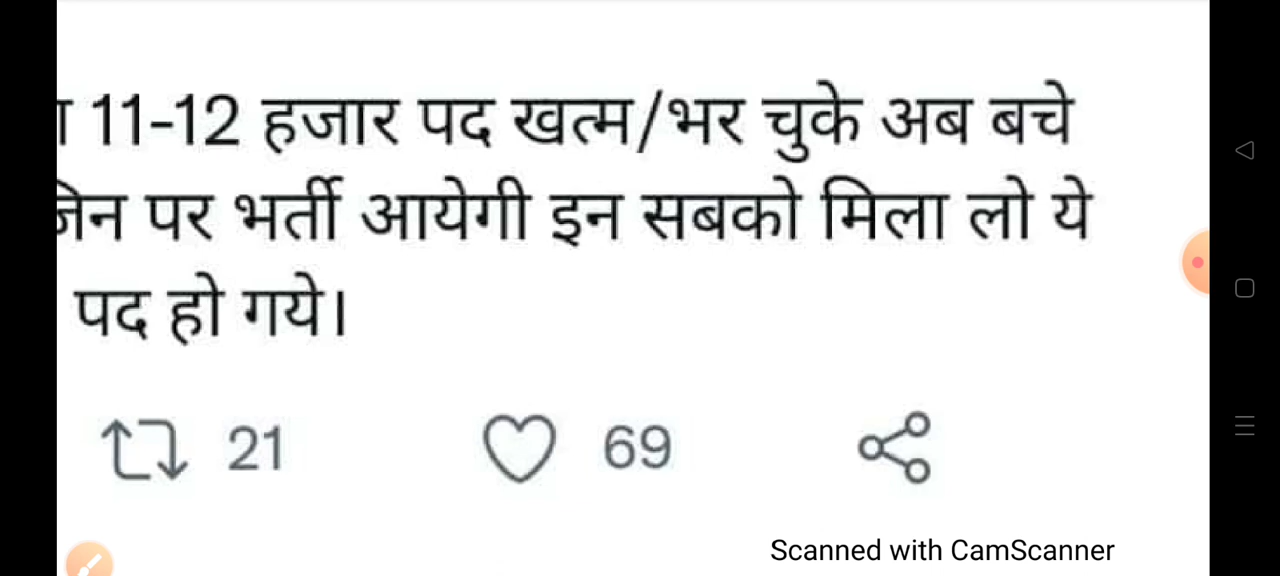 11-12 हजार पद खत्म/भर चुके अब बचे
पर भर्ती आयेगी इन सबको मिला लो ये
पद हो गये।
21 69
Scanned with CamScanner